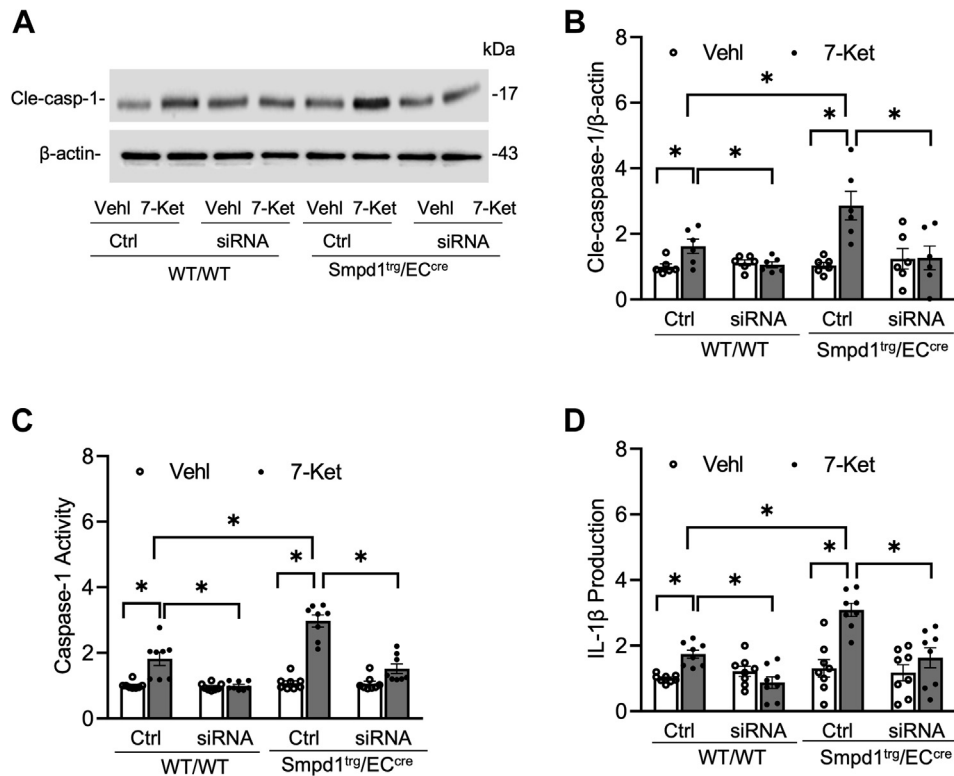 A
kDa
Cle-casp-1-
-17
β-actin-
-43
Vehl 7-Ket Vehl 7-Ket Vehl 7-Ket Vehl 7-Ket
Ctrl siRNA Ctrl siRNA
WT/WT Smpd1ᵗʳᵍ/ECᶜʳᵉ
B
Vehl 7-Ket
Cle-caspase-1/β-actin
8
6
4
2
0
* * * * * *
Ctrl siRNA Ctrl siRNA
WT/WT Smpd1ᵗʳᵍ/ECᶜʳᵉ
C
Vehl 7-Ket
Caspase-1 Activity
8
6
4
2
0
* * * * *
Ctrl siRNA Ctrl siRNA
WT/WT Smpd1ᵗʳᵍ/ECᶜʳᵉ
D
Vehl 7-Ket
IL-1β Production
8
6
4
2
0
* * * * *
Ctrl siRNA Ctrl siRNA
WT/WT Smpd1ᵗʳᵍ/ECᶜʳᵉ